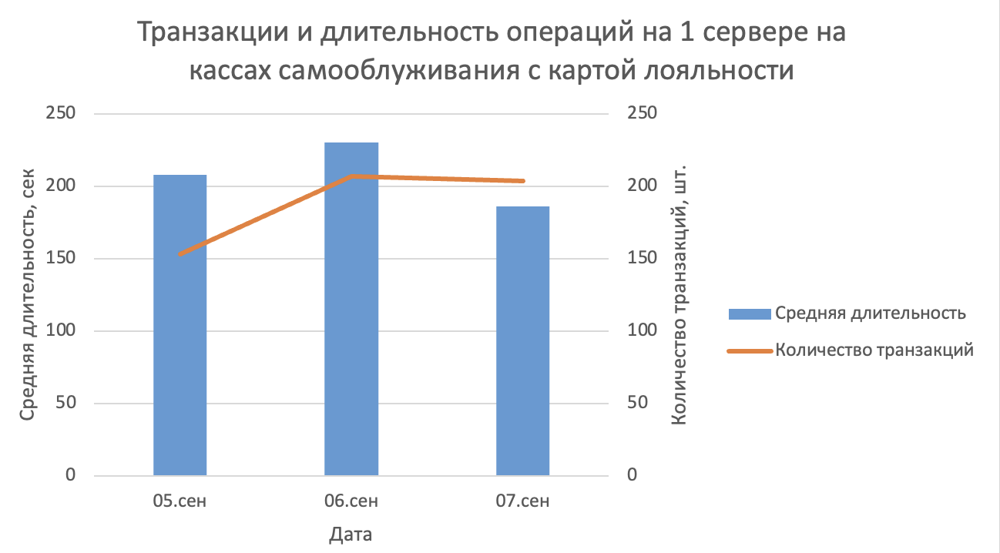 Транзакции и длительность операций на 1 сервере на
кассах самооблуживания с картой лояльности
Средняя длительность, сек
250
200
150
100
50
0
250
200
150
100
50
0
Количество транзакций, шт.
05.сен
06.сен
07.сен
Дата
Средняя длительность
Количество транзакций